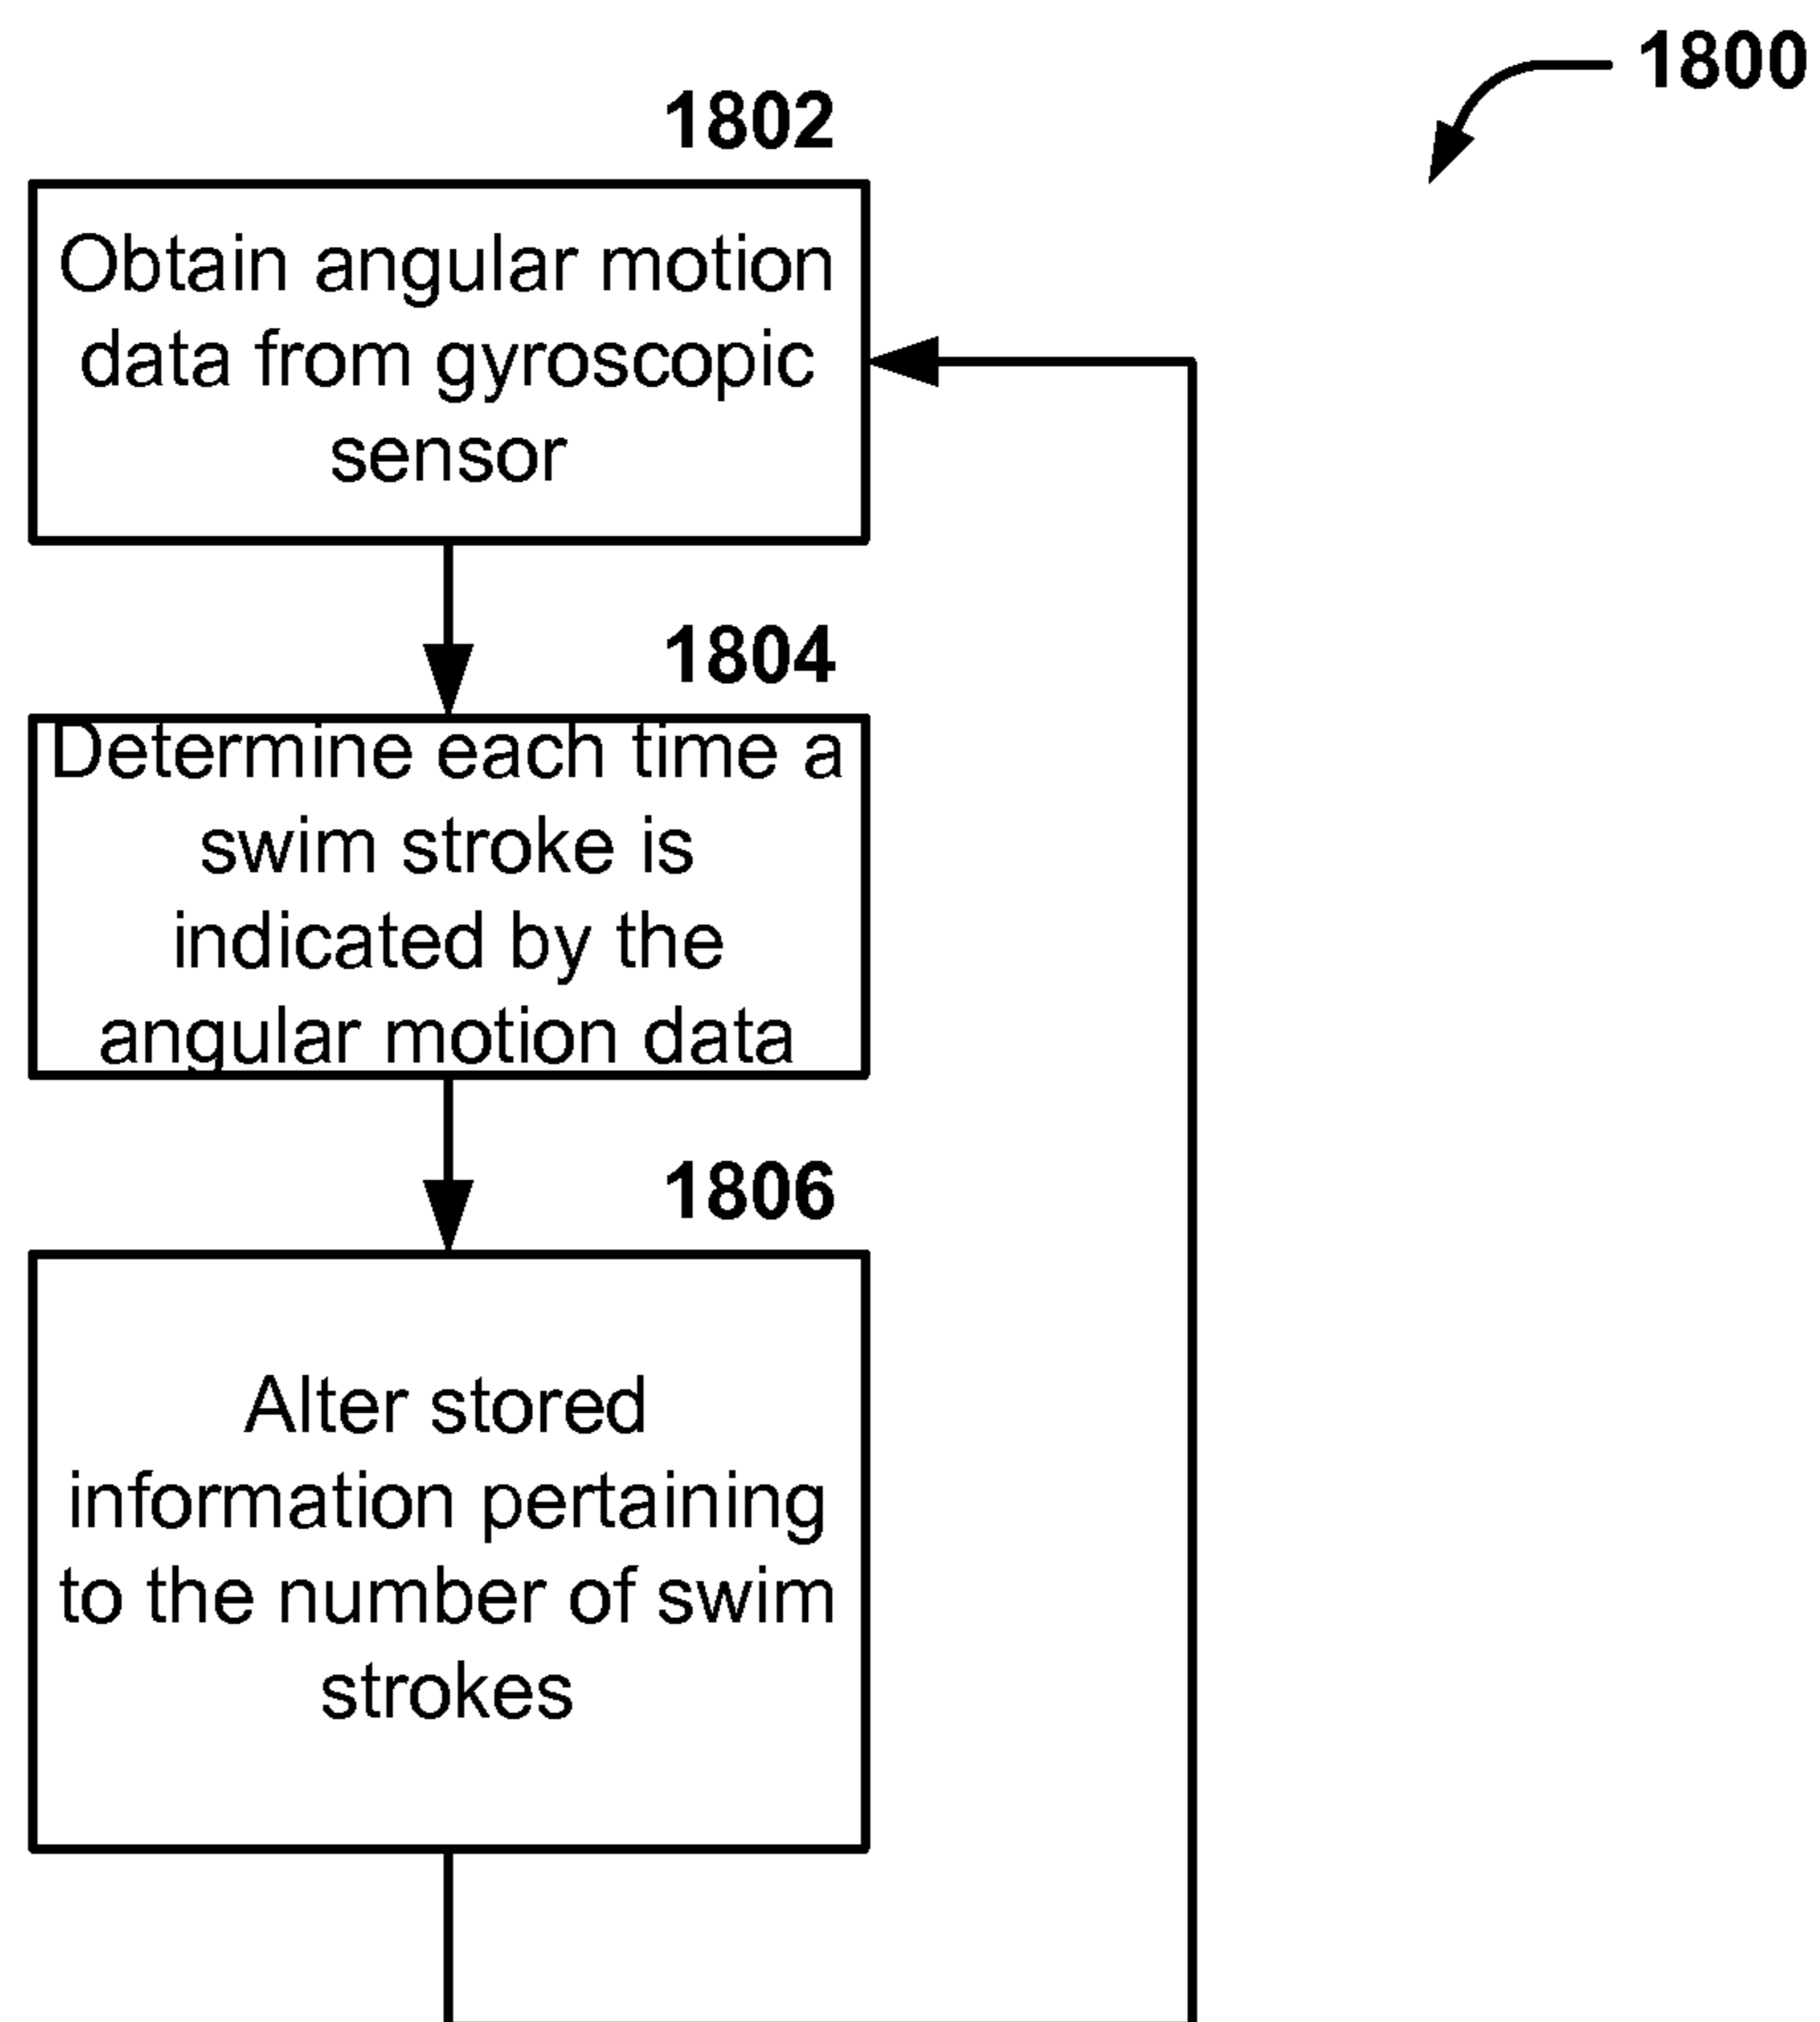 1800
1802
Obtain angular motion
data from gyroscopic
sensor
1804
Determine each time a
swim stroke is
indicated by the
angular motion data
1806
Alter stored
information pertaining
to the number of swim
strokes